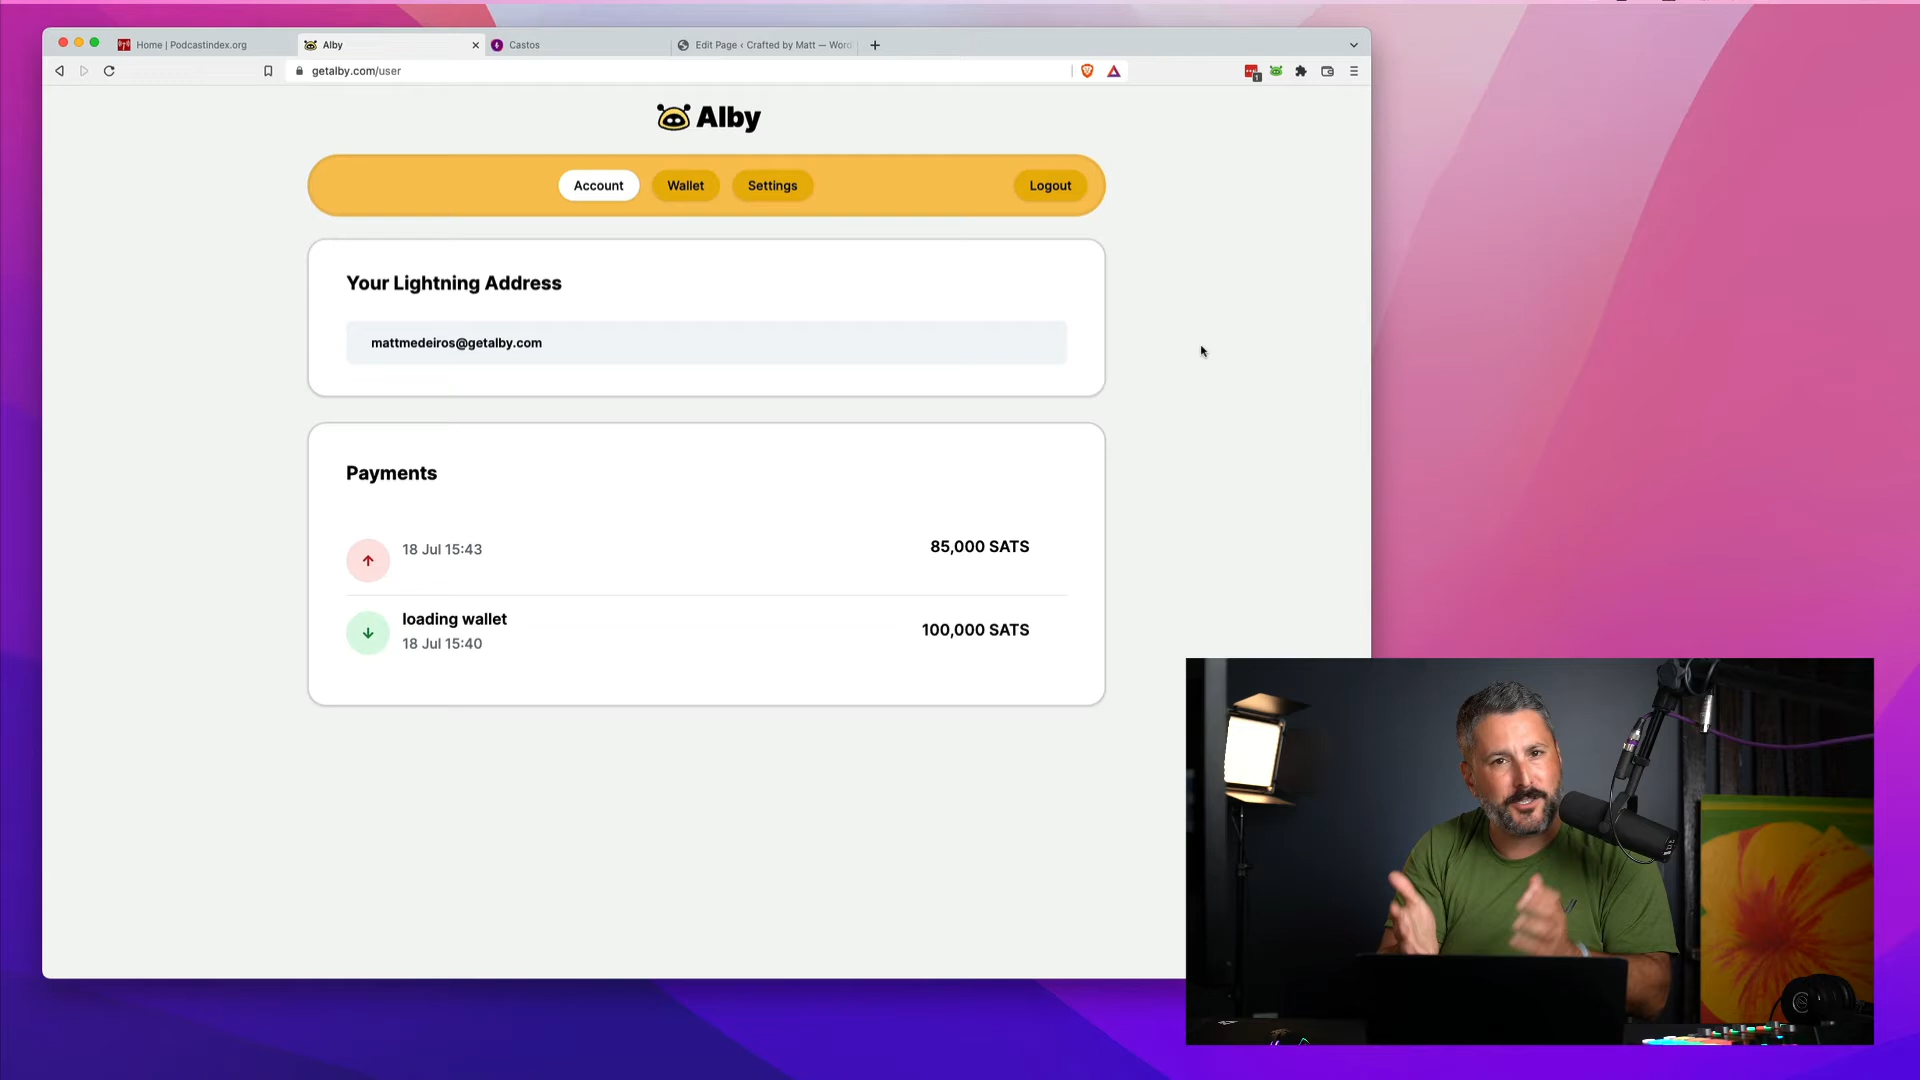 Home | Podcastindex.org
Alby
Castos
Edit Page ‹ Crafted by Matt — Word
getalby.com/user
Alby
Account
Wallet
Settings
Logout
Your Lightning Address
mattmedeiros@getalby.com
Payments
18 Jul 15:43
85,000 SATS
loading wallet
18 Jul 15:40
100,000 SATS